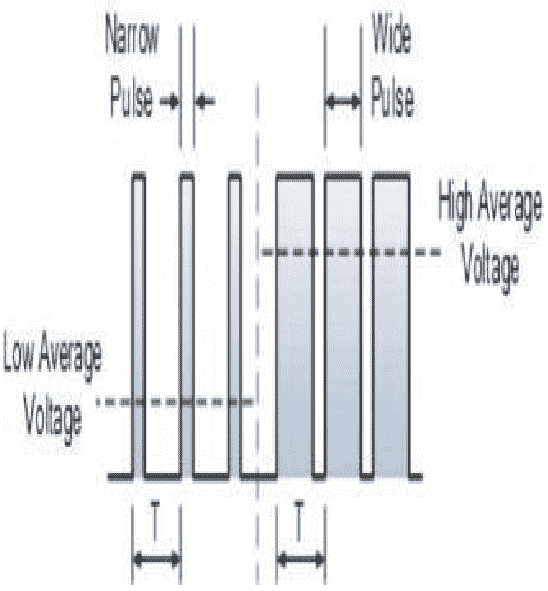 Narrow
Pulse
Wide
Pulse
High Average
Voltage
Low Average
Voltage
T
T